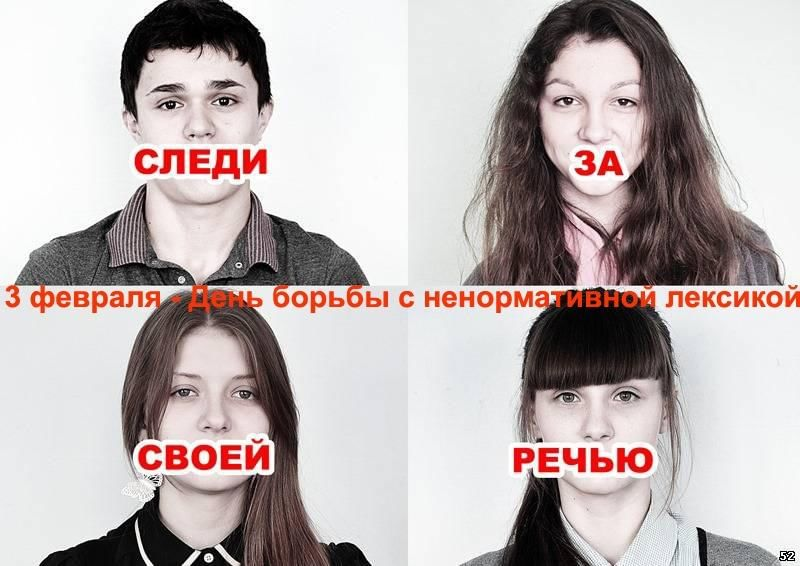 СЛЕДИ
ЗА
3 февраля - День борьбы с ненормативной лексикой
СВОЕЙ
РЕЧЬЮ
52